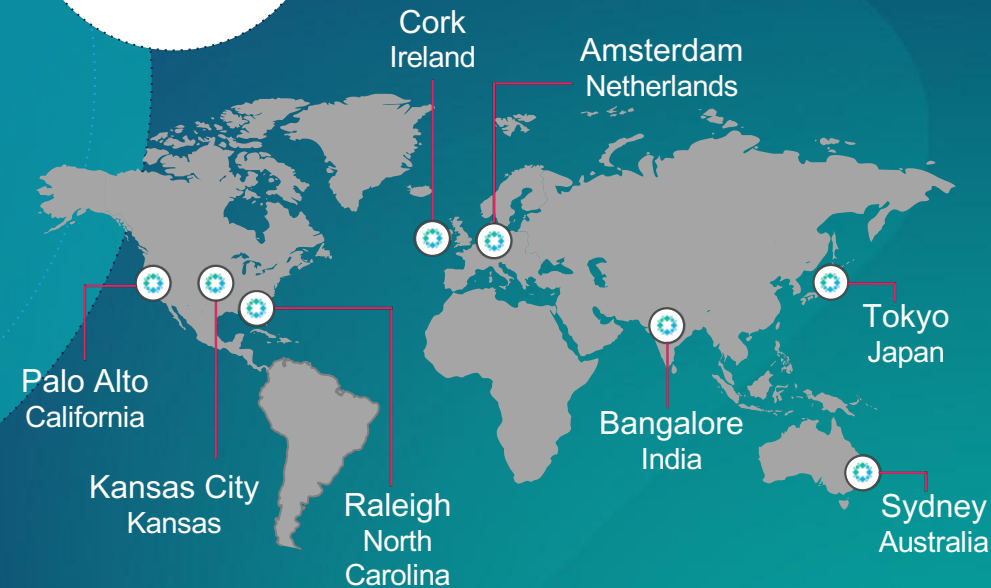 Cork
Ireland
Amsterdam
Netherlands
Tokyo
Japan
Palo Alto
California
Bangalore
India
Kansas City
Kansas
Raleigh
North
Carolina
Sydney
Australia